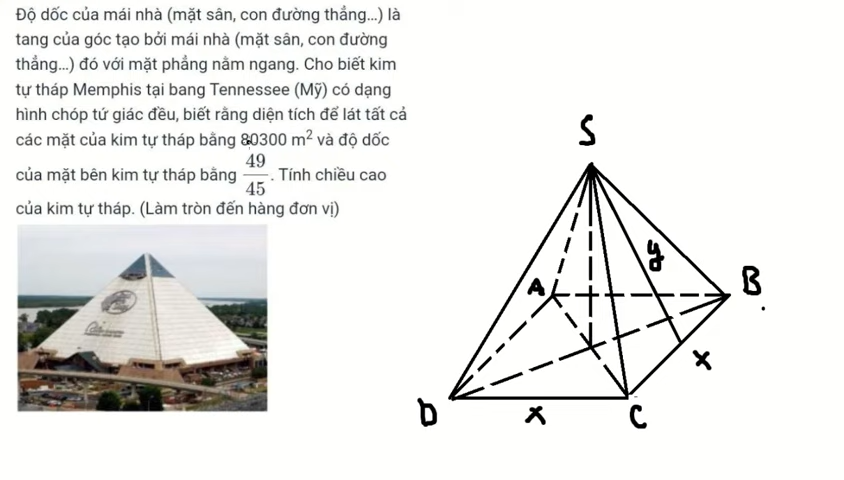 Độ dốc của mái nhà (mặt sân, con đường thẳng...) là
tang của góc tạo bởi mái nhà (mặt sân, con đường
thẳng...) đó với mặt phẳng nằm ngang. Cho biết kim
tự tháp Memphis tại bang Tennessee (Mỹ) có dạng
hình chóp tứ giác đều, biết rằng diện tích để lát tất cả
các mặt của kim tự tháp bằng 80300 m² và độ dốc
của mặt bên kim tự tháp bằng 49/45. Tính chiều cao
của kim tự tháp. (Làm tròn đến hàng đơn vị)
S
y
A
B
x
D
x
C